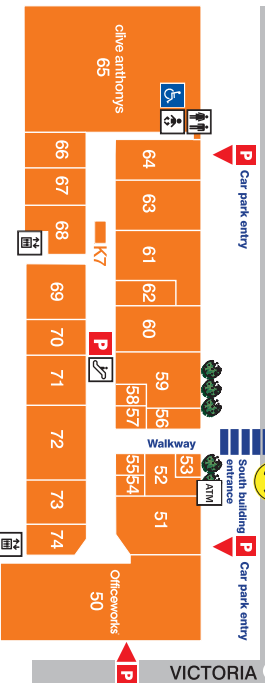 clive anthonys
65
P
Car park entry
66
67
68
64
63
K7
61
62
60
69
70
P
71
59
58
57
56
Walkway
South building
entrance
72
55
54
52
53
ATM
73
51
74
P
Car park entry
Officeworks
50
P
VICTORIA